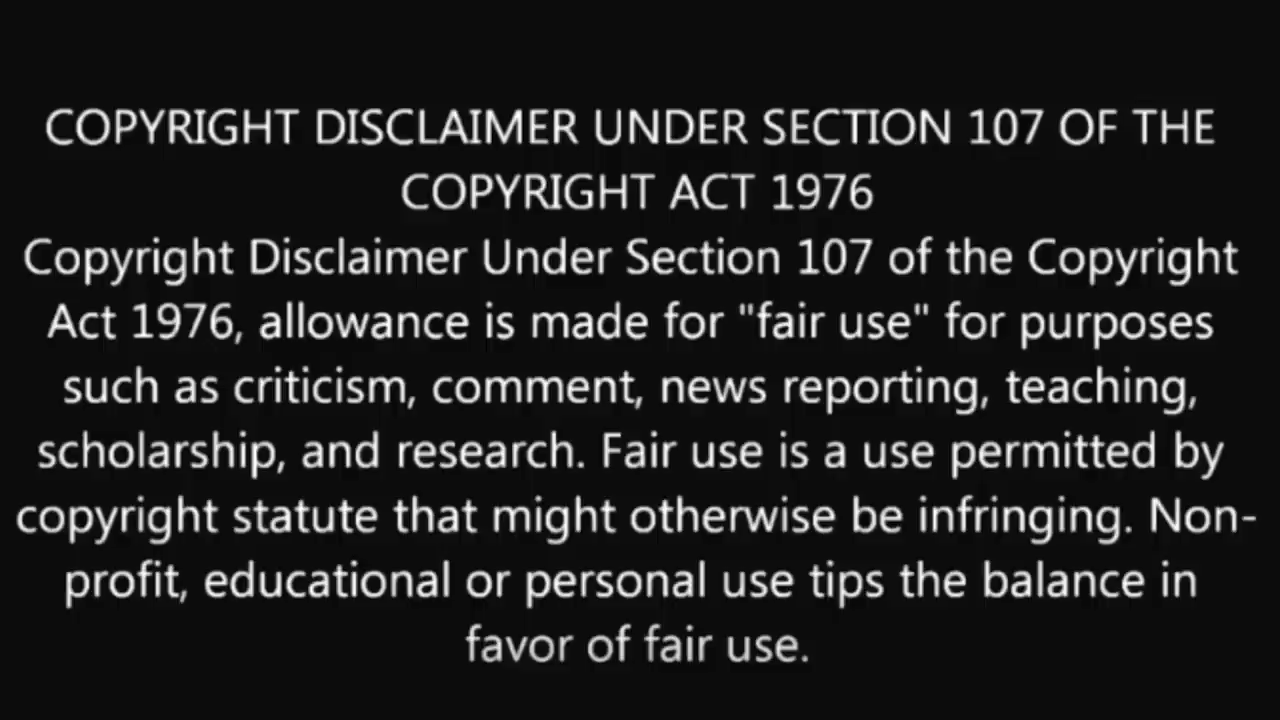 COPYRIGHT DISCLAIMER UNDER SECTION 107 OF THE
COPYRIGHT ACT 1976
Copyright Disclaimer Under Section 107 of the Copyright
Act 1976, allowance is made for "fair use" for purposes
such as criticism, comment, news reporting, teaching,
scholarship, and research. Fair use is a use permitted by
copyright statute that might otherwise be infringing. Non-
profit, educational or personal use tips the balance in
favor of fair use.